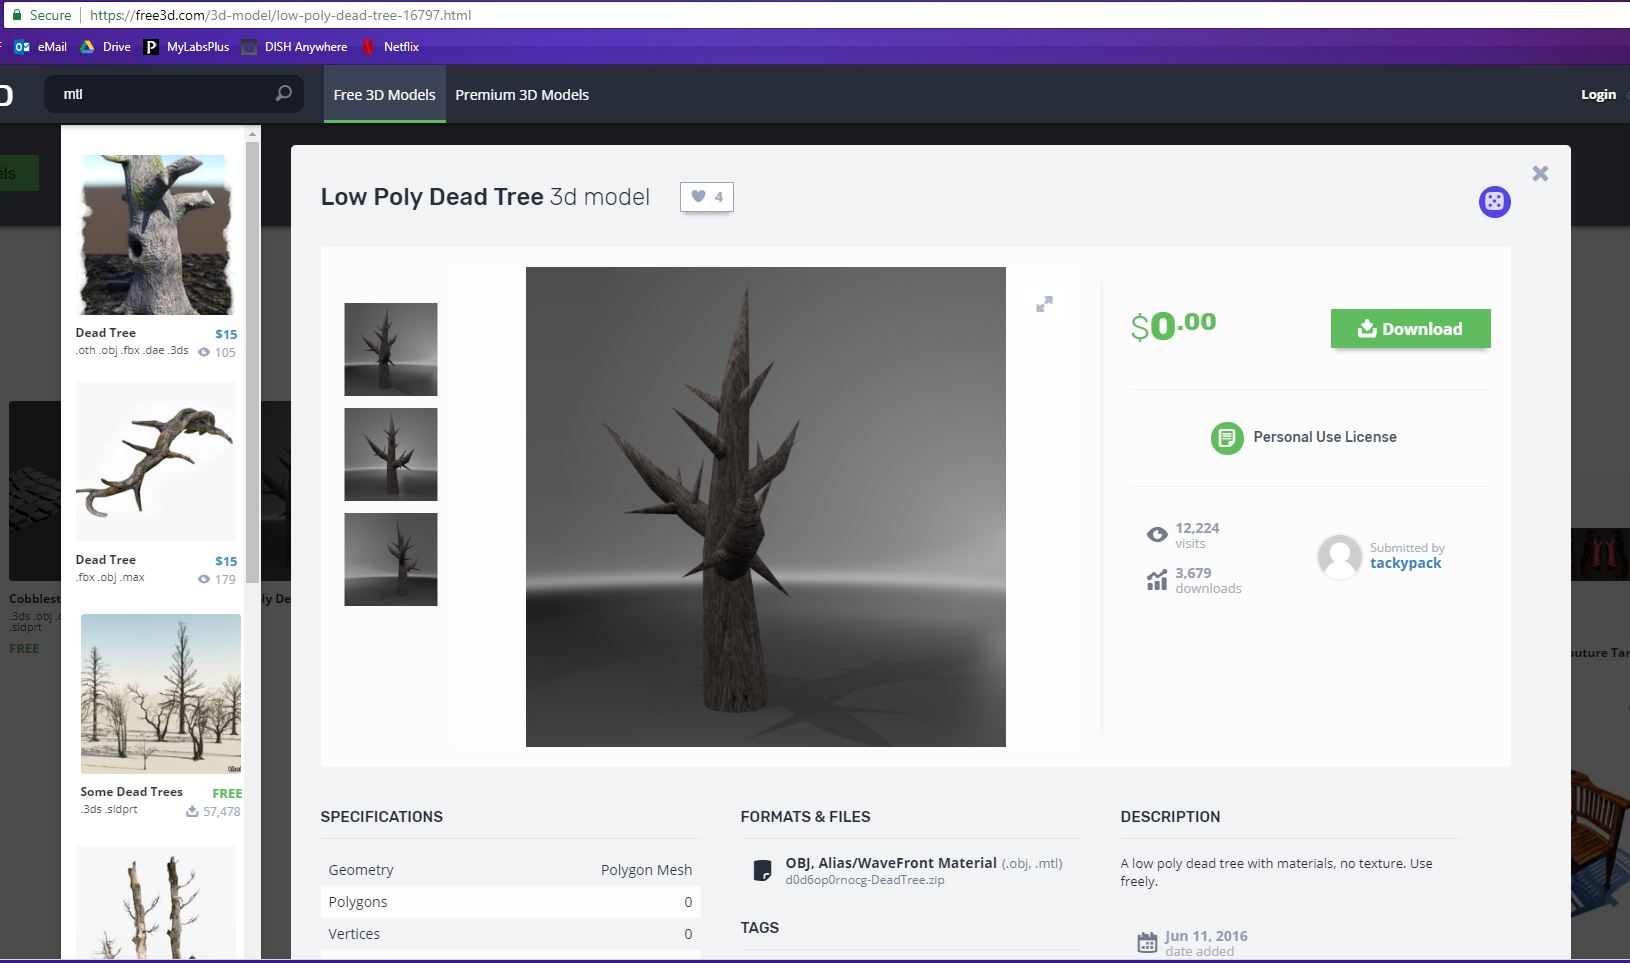 Secure https://free3d.com/3d-model/low-poly-dead-tree-16797.html
eMail Drive MyLabsPlus DISH Anywhere Netflix
D mtl Free 3D Models Premium 3D Models Login
els
Low Poly Dead Tree 3d model 4
Dead Tree $15
.oth .obj .fbx .dae .3ds 105
Dead Tree $15
.fbx .obj .max 179
Some Dead Trees FREE
.3ds .sldprt 57,478
Cobblest
.3ds .obj
.sldprt
FREE
ly De
$0.00 Download
Personal Use License
12,224
visits
3,679
downloads
Submitted by
tackypack
outure Tar
SPECIFICATIONS
Geometry Polygon Mesh
Polygons 0
Vertices 0
FORMATS & FILES
OBJ, Alias/WaveFront Material (.obj, .mtl)
d0d6op0rnocg-DeadTree.zip
TAGS
DESCRIPTION
A low poly dead tree with materials, no texture. Use
freely.
Jun 11, 2016
date added